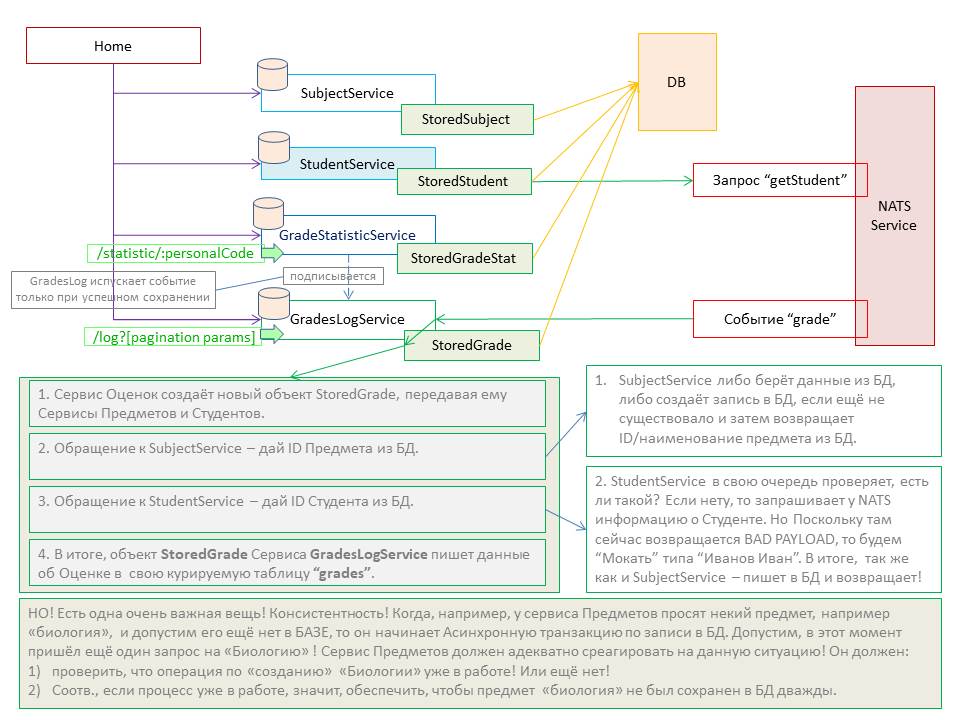 Home
SubjectService
StoredSubject
DB
StudentService
StoredStudent
Запрос “getStudent”
NATS
Service
GradeStatisticService
/statistic/:personalCode
StoredGradeStat
GradesLog испускает событие
только при успешном сохранении
подписывается
GradesLogService
/log?[pagination params]
StoredGrade
Событие “grade”
1. Сервис Оценок создаёт новый объект StoredGrade, передавая ему
Сервисы Предметов и Студентов.
2. Обращение к SubjectService – дай ID Предмета из БД.
3. Обращение к StudentService – дай ID Студента из БД.
4. В итоге, объект StoredGrade Сервиса GradesLogService пишет данные
об Оценке в свою курируемую таблицу “grades”.
1. SubjectService либо берёт данные из БД,
либо создаёт запись в БД, если ещё не
существовало и затем возвращает
ID/наименование предмета из БД.
2. StudentService в свою очередь проверяет, есть
ли такой? Если нету, то запрашивает у NATS
информацию о Студенте. Но Поскольку там
сейчас возвращается BAD PAYLOAD, то будем
“Мокать” типа “Иванов Иван”. В итоге, так же
как и SubjectService – пишет в БД и возвращает!
НО! Есть одна очень важная вещь! Консистентность! Когда, например, у сервиса Предметов просят некий предмет, например
«биология», и допустим его ещё нет в БАЗЕ, то он начинает Асинхронную транзакцию по записи в БД. Допустим, в этот момент
пришёл ещё один запрос на «Биологию» ! Сервис Предметов должен адекватно среагировать на данную ситуацию! Он должен:
1) проверить, что операция по «созданию» «Биологии» уже в работе! Или ещё нет!
2) Соотв., если процесс уже в работе, значит, обеспечить, чтобы предмет «биология» не был сохранен в БД дважды.